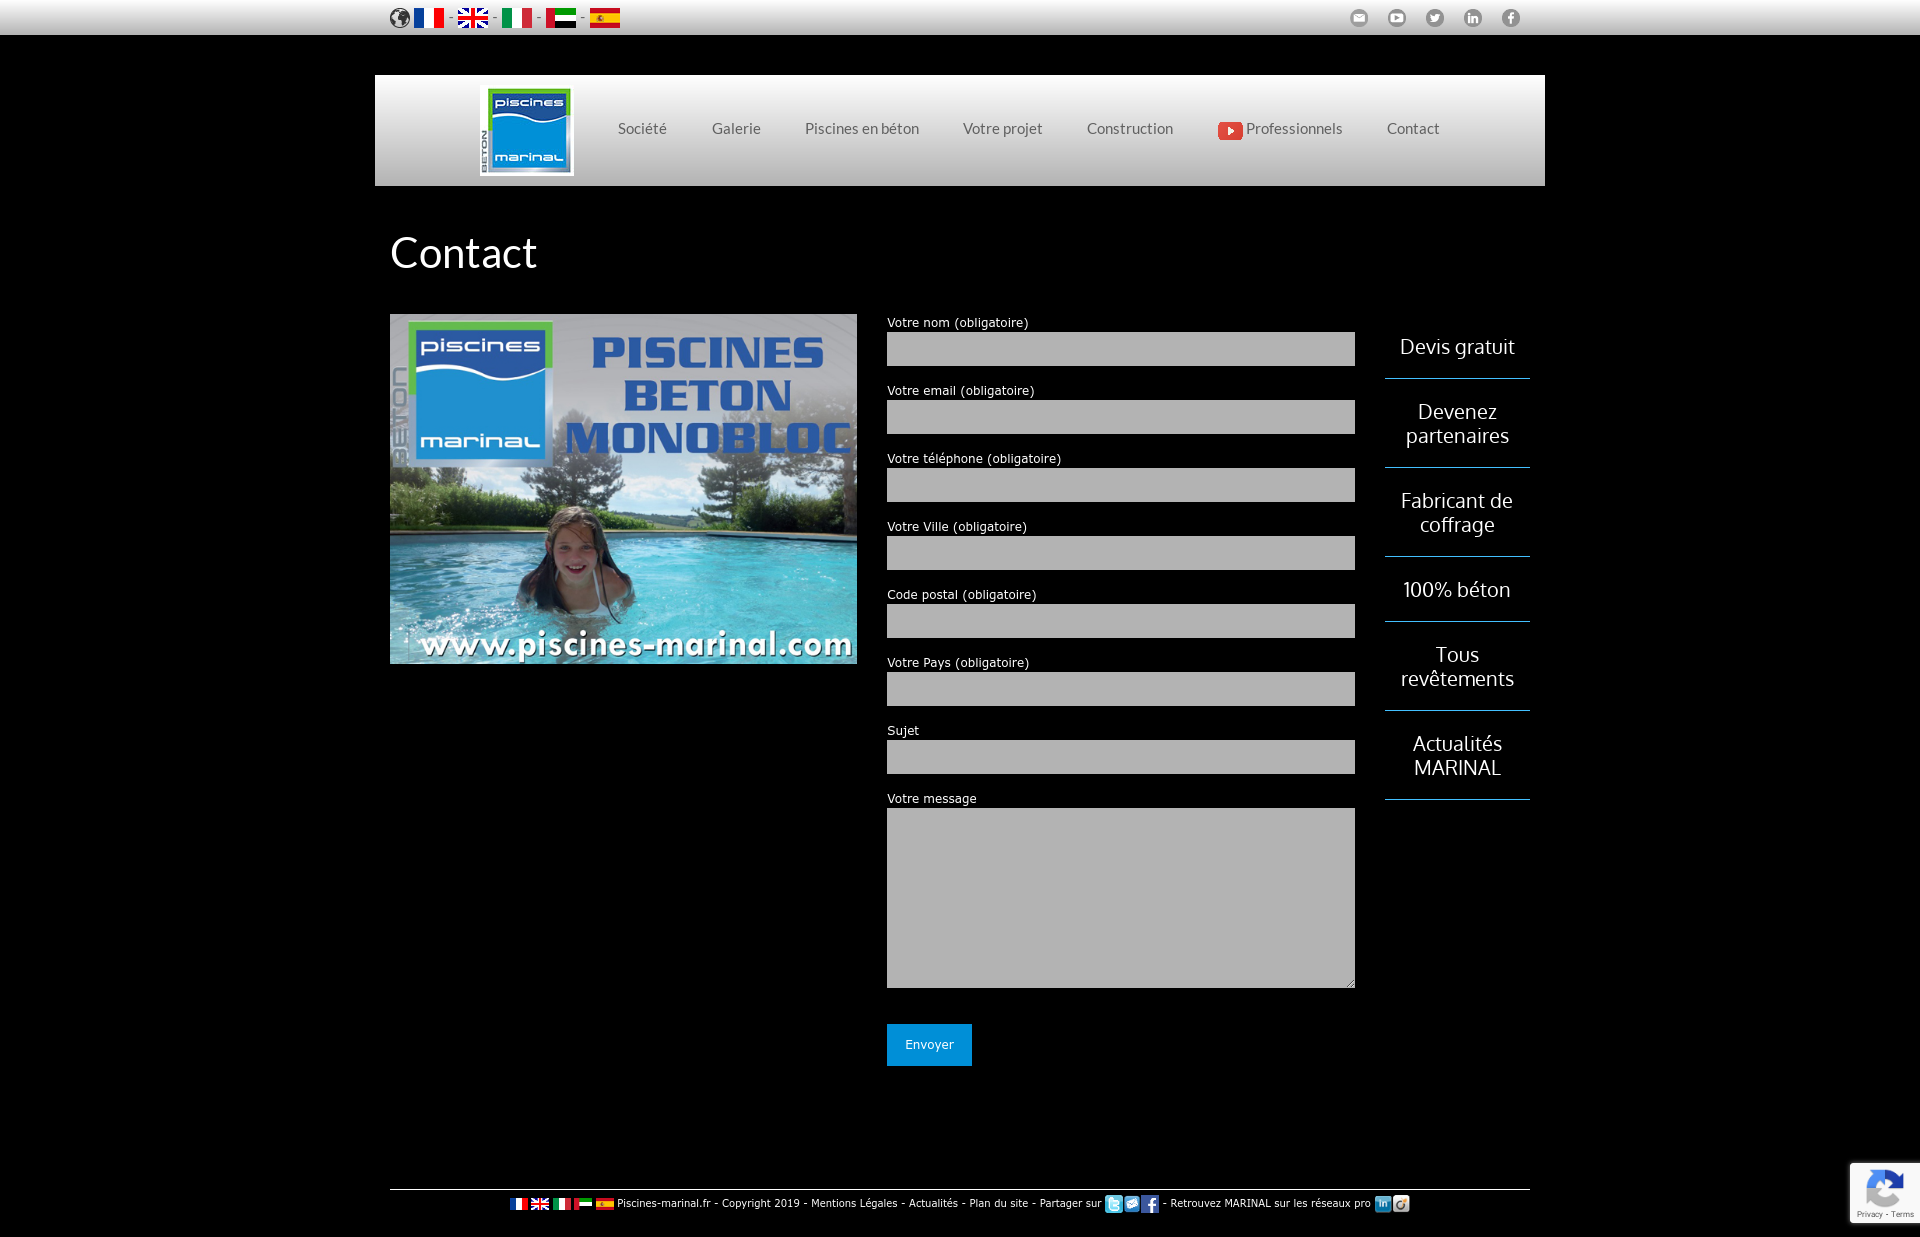 - - - -
piscines
marinal
BETON
Société
Galerie
Piscines en béton
Votre projet
Construction
Professionnels
Contact
Contact
piscines
marinal
BETON
PISCINES
BETON
MONOBLOC
www.piscines-marinal.com
Votre nom (obligatoire)
Votre email (obligatoire)
Votre téléphone (obligatoire)
Votre Ville (obligatoire)
Code postal (obligatoire)
Votre Pays (obligatoire)
Sujet
Votre message
Envoyer
Devis gratuit
Devenez
partenaires
Fabricant de
coffrage
100% béton
Tous
revêtements
Actualités
MARINAL
Piscines-marinal.fr - Copyright 2019 - Mentions Légales - Actualités - Plan du site - Partager sur - Retrouvez MARINAL sur les réseaux pro
Privacy - Terms